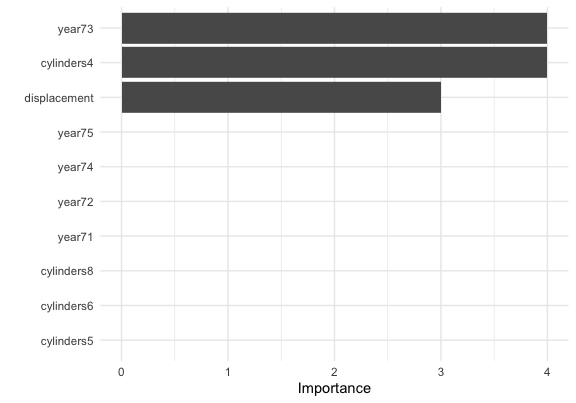 year73
cylinders4
displacement
year75
year74
year72
year71
cylinders8
cylinders6
cylinders5
0 1 2 3 4
Importance